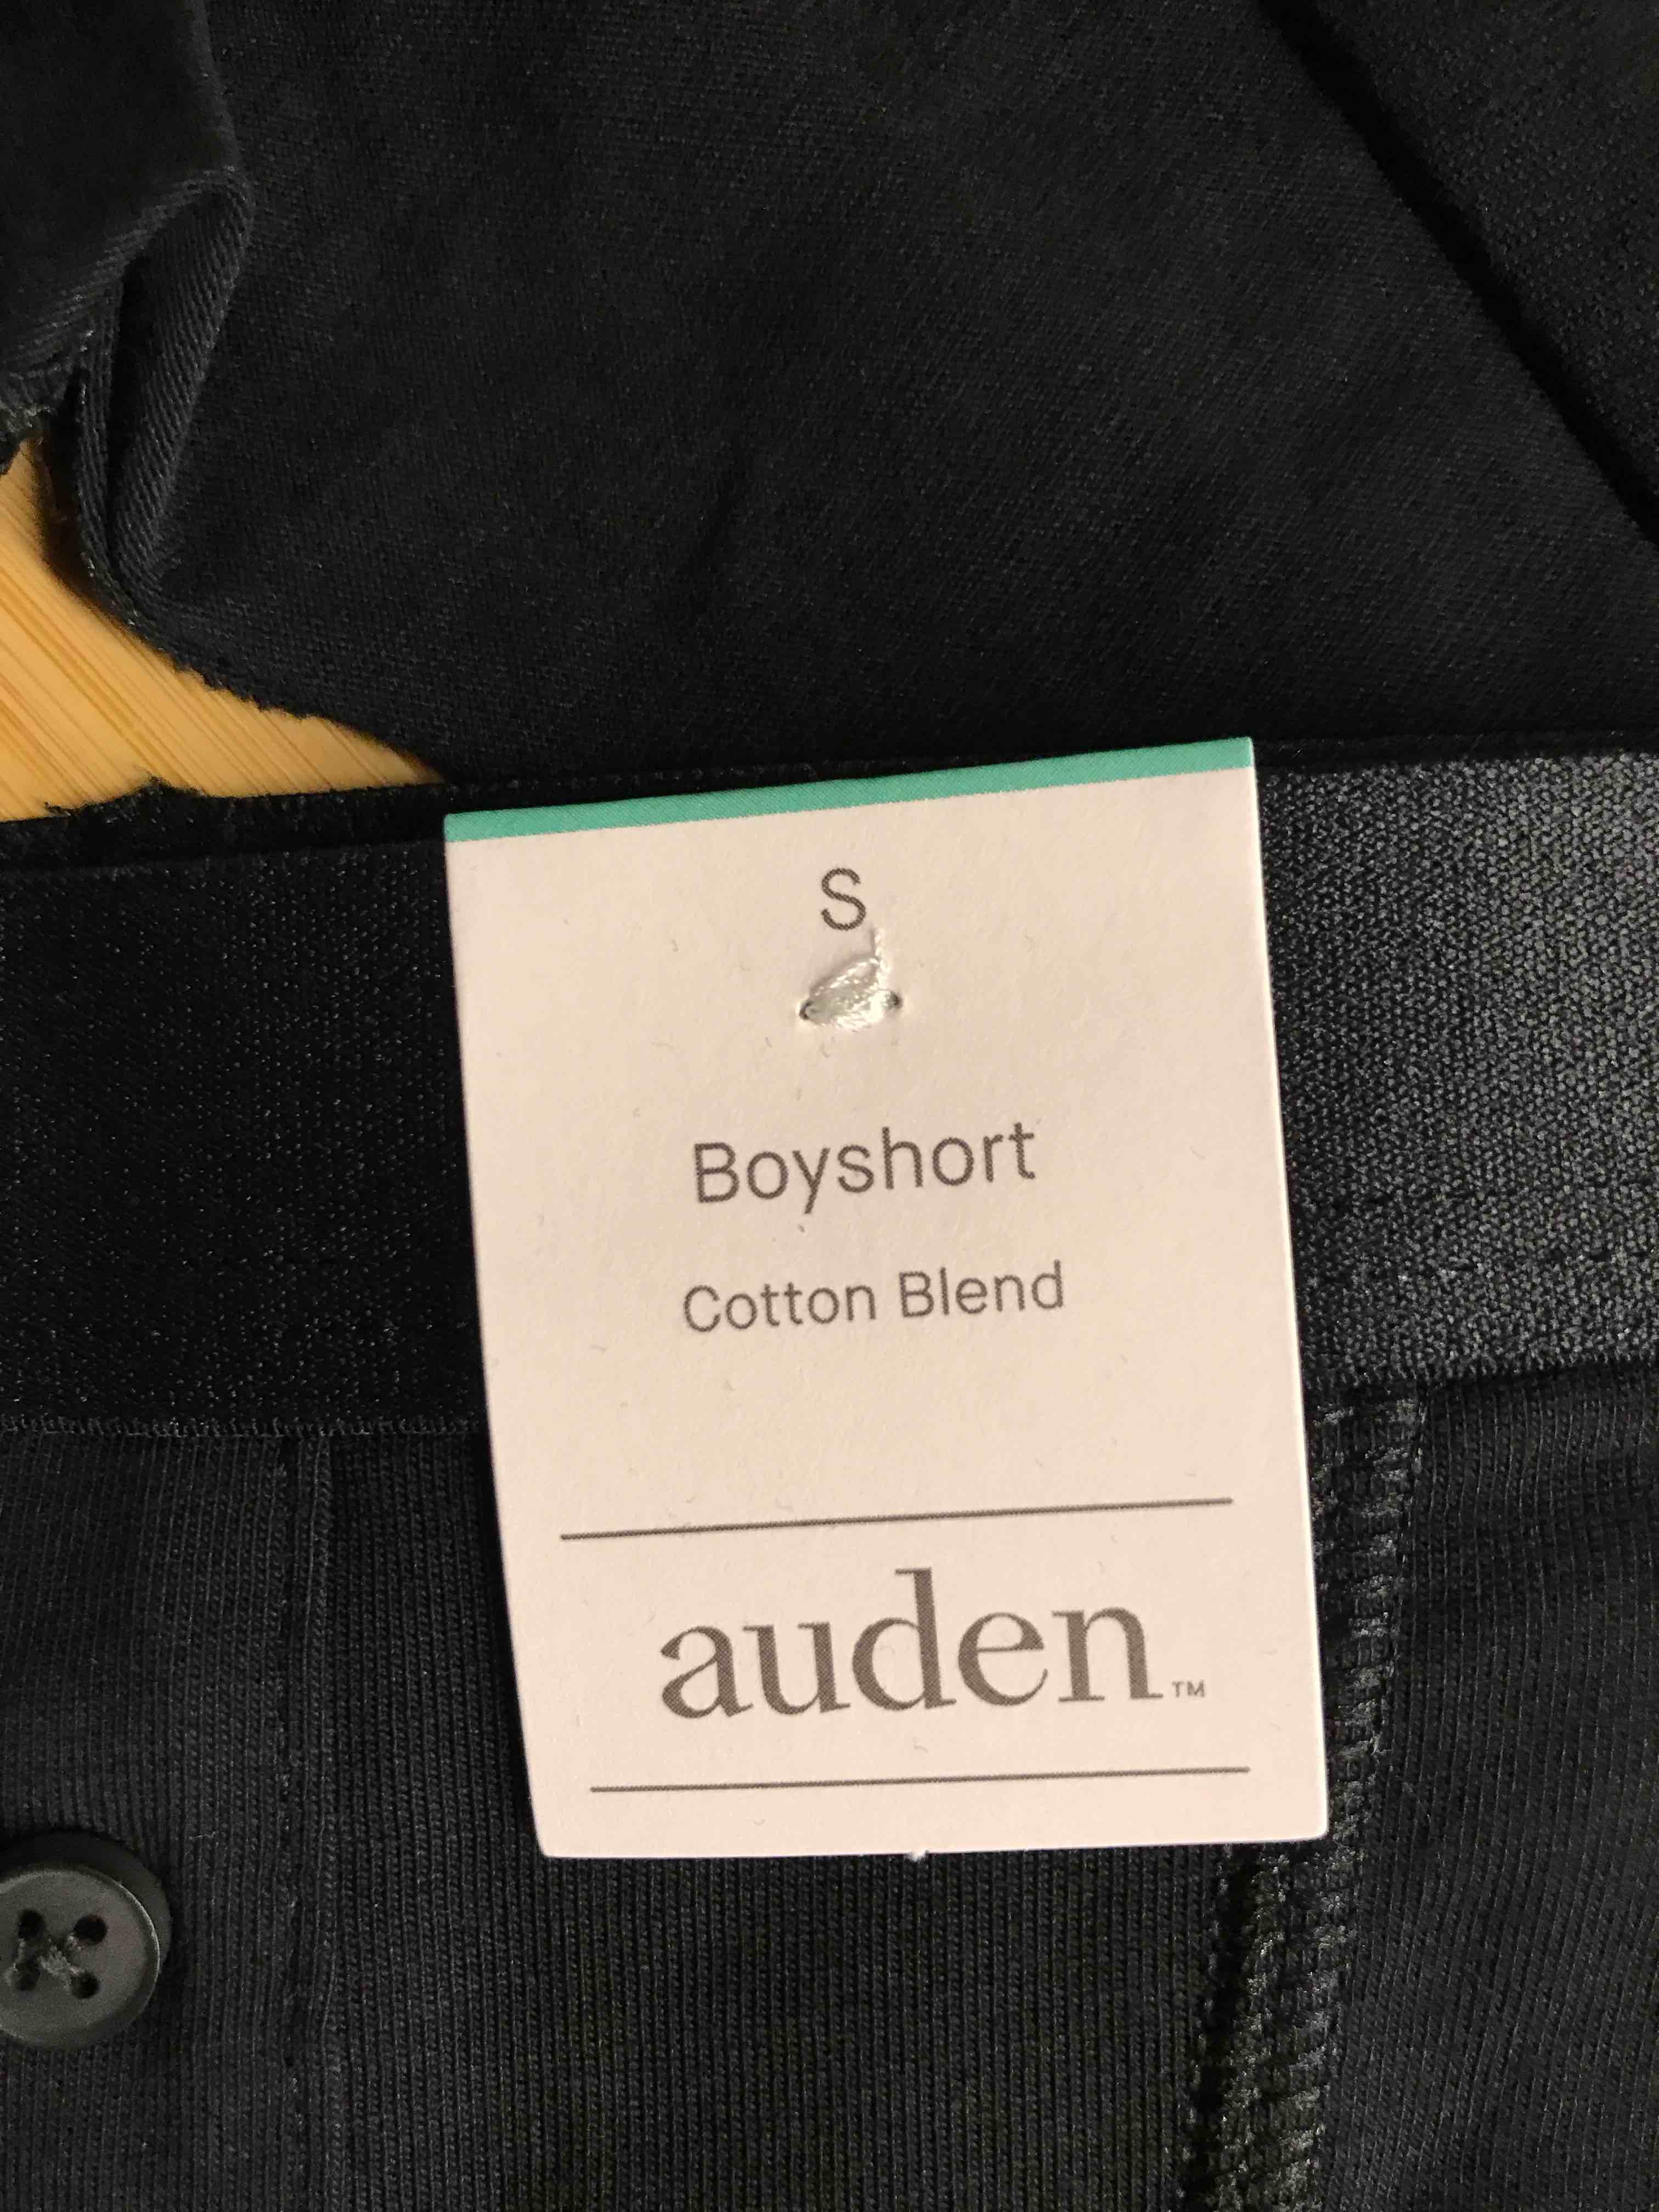 S
Boyshort
Cotton Blend
auden™